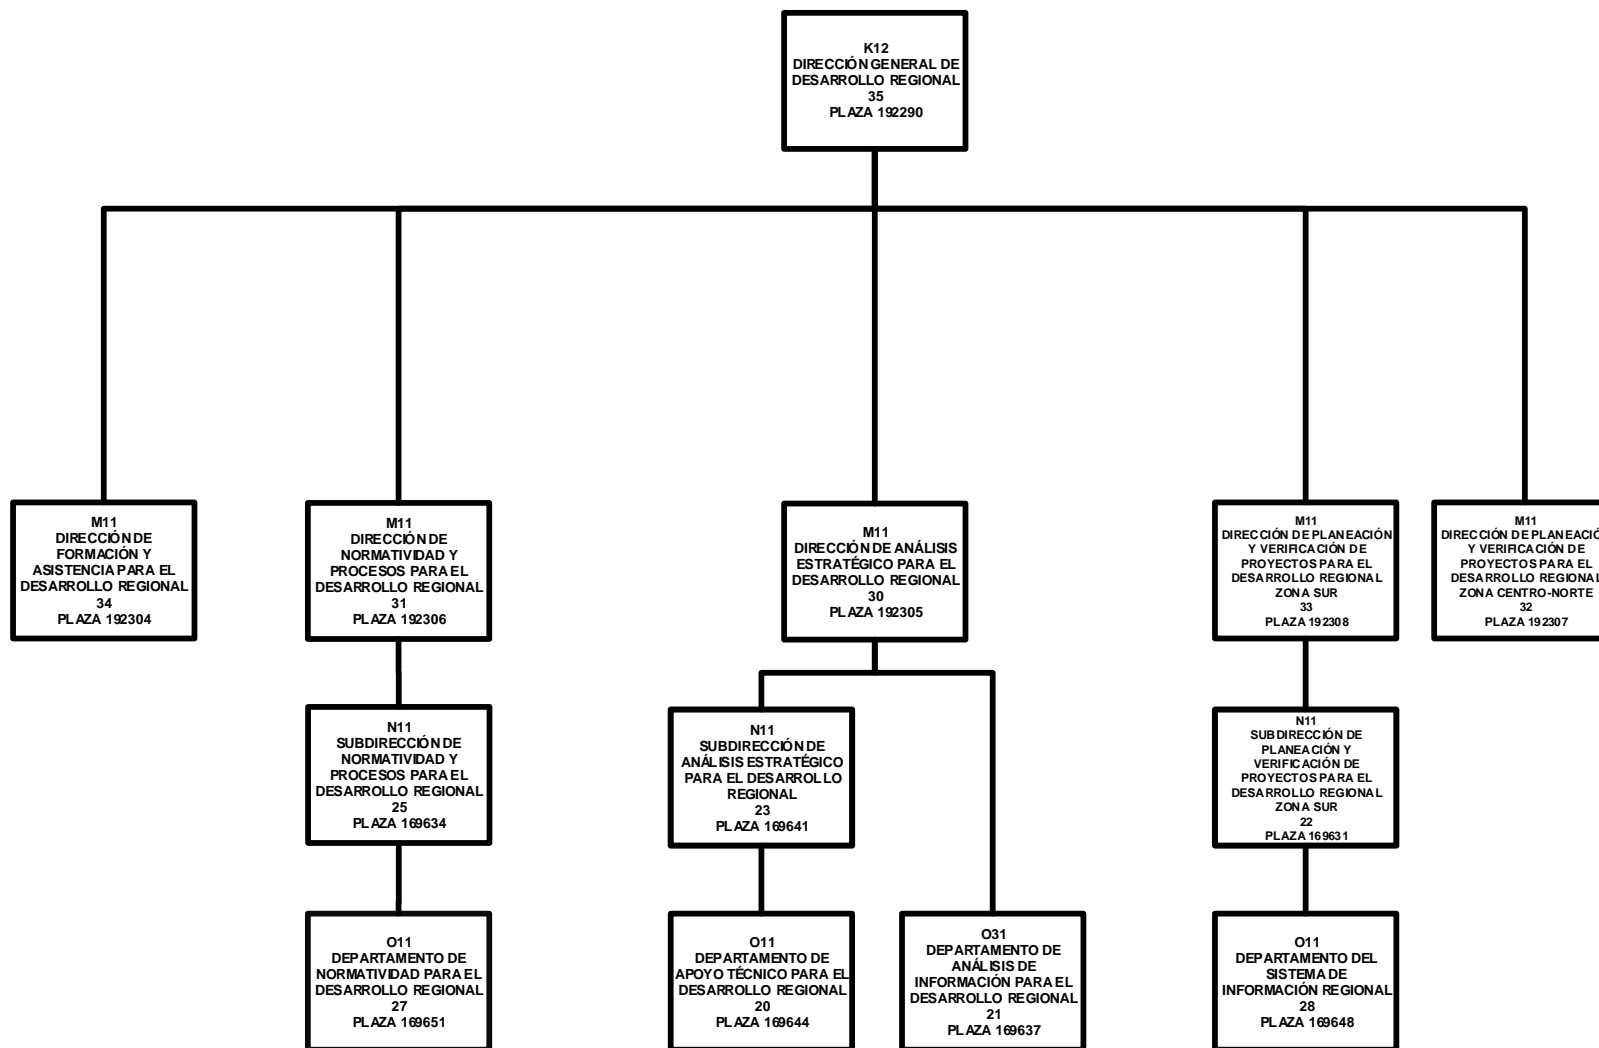 K12
DIRECCIÓN GENERAL DE
DESARROLLO REGIONAL
35
PLAZA 192290
M11
DIRECCIÓN DE
FORMACIÓN Y
ASISTENCIA PARA EL
DESARROLLO REGIONAL
34
PLAZA 192304
M11
DIRECCIÓN DE
NORMATIVIDAD Y
PROCESOS PARA EL
DESARROLLO REGIONAL
31
PLAZA 192306
M11
DIRECCIÓN DE ANÁLISIS
ESTRATÉGICO PARA EL
DESARROLLO REGIONAL
30
PLAZA 192305
M11
DIRECCIÓN DE PLANEACIÓN
Y VERIFICACIÓN DE
PROYECTOS PARA EL
DESARROLLO REGIONAL
ZONA SUR
33
PLAZA 192308
M11
DIRECCIÓN DE PLANEACIÓ
Y VERIFICACIÓN DE
PROYECTOS PARA EL
DESARROLLO REGIONAL
ZONA CENTRO-NORTE
32
PLAZA 192307
N11
SUBDIRECCIÓN DE
NORMATIVIDAD Y
PROCESOS PARA EL
DESARROLLO REGIONAL
25
PLAZA 169634
N11
SUBDIRECCIÓN DE
ANÁLISIS ESTRATÉGICO
PARA EL DESARROLLO
REGIONAL
23
PLAZA 169641
N11
SUBDIRECCIÓN DE
PLANEACIÓN Y
VERIFICACIÓN DE
PROYECTOS PARA EL
DESARROLLO REGIONAL
ZONA SUR
22
PLAZA 169631
O11
DEPARTAMENTO DE
NORMATIVIDAD PARA EL
DESARROLLO REGIONAL
27
PLAZA 169651
O11
DEPARTAMENTO DE
APOYO TÉCNICO PARA EL
DESARROLLO REGIONAL
20
PLAZA 169644
O31
DEPARTAMENTO DE
ANÁLISIS DE
INFORMACIÓN PARA EL
DESARROLLO REGIONAL
21
PLAZA 169637
O11
DEPARTAMENTO DEL
SISTEMA DE
INFORMACIÓN REGIONAL
28
PLAZA 169648